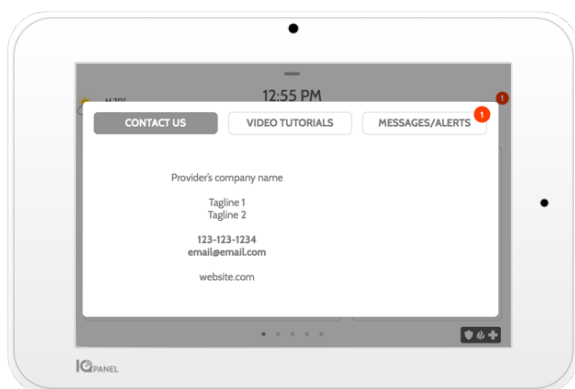 12:55 PM
1
CONTACT US
VIDEO TUTORIALS
MESSAGES/ALERTS
1
Provider's company name
Tagline 1
Tagline 2
123-123-1234
email@email.com
website.com
IQ PANEL